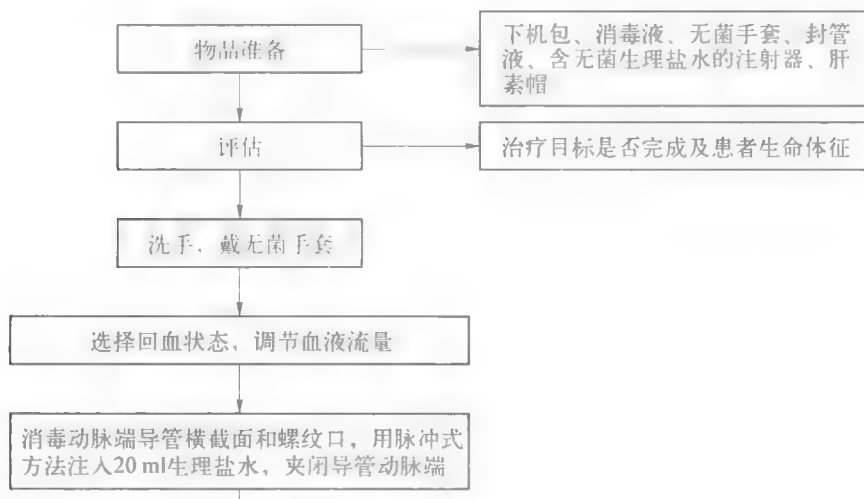 物品准备
下机包、消毒液、无菌手套、封管
液、含无菌生理盐水的注射器、肝
素帽
评估
治疗目标是否完成及患者生命体征
洗手，戴无菌手套
选择回血状态，调节血液流量
消毒动脉端导管横截面和螺纹口，用脉冲式
方法注入20 ml生理盐水，夹闭导管动脉端